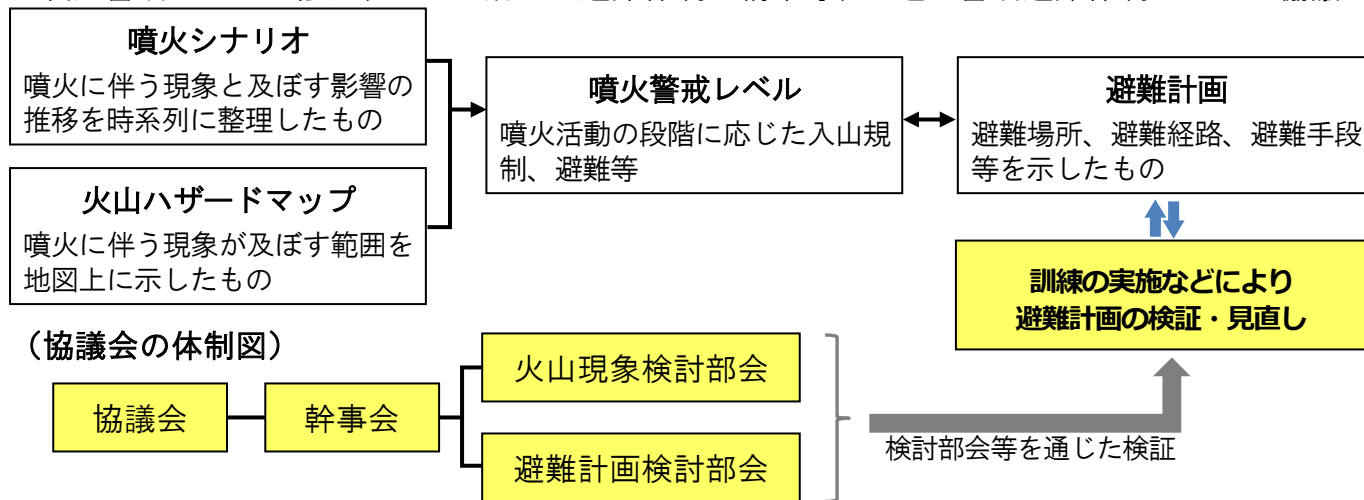 噴火シナリオ
噴火に伴う現象と及ぼす影響の
推移を時系列に整理したもの
火山ハザードマップ
噴火に伴う現象が及ぼす範囲を
地図上に示したもの
噴火警戒レベル
噴火活動の段階に応じた入山規
制、避難等
避難計画
避難場所、避難経路、避難手段
等を示したもの
訓練の実施などにより
避難計画の検証・見直し
（協議会の体制図）
協議会
幹事会
火山現象検討部会
避難計画検討部会
検討部会等を通じた検証